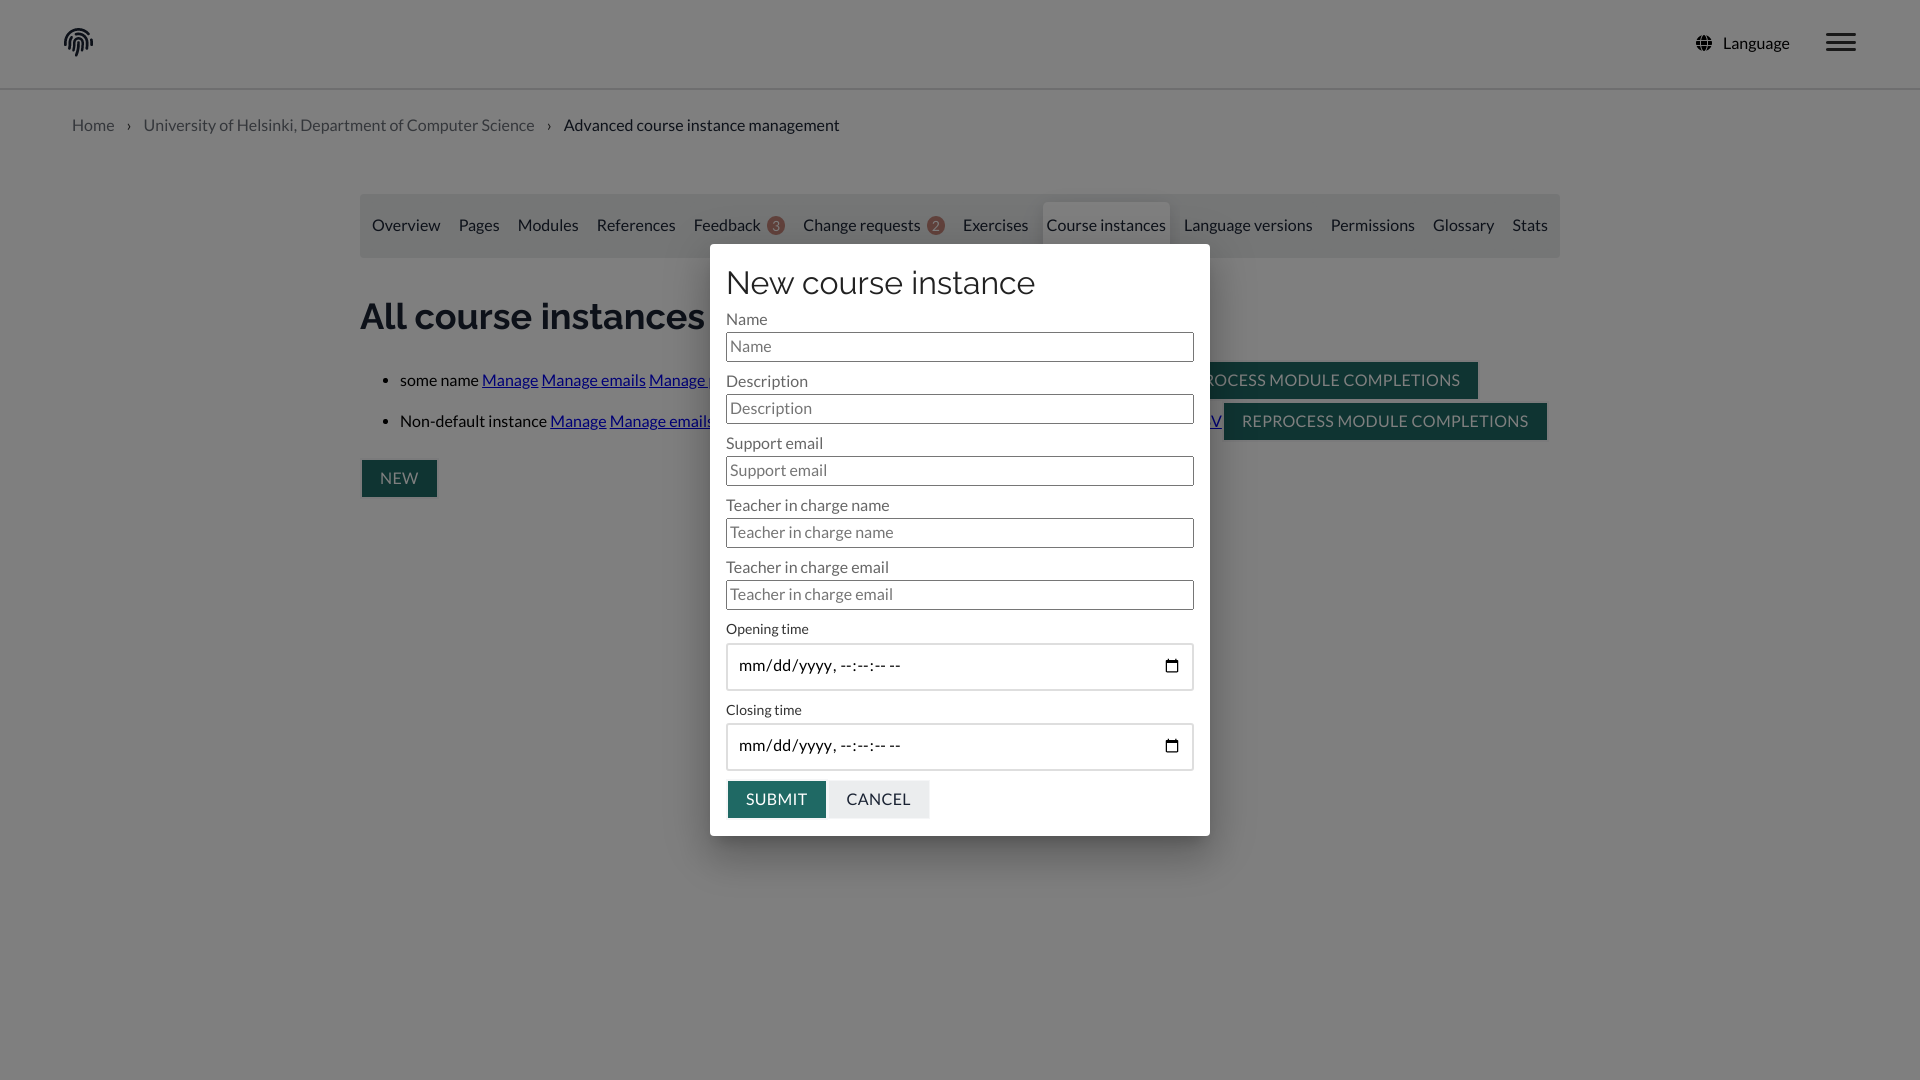 Language
Home › University of Helsinki, Department of Computer Science › Advanced course instance management
Overview Pages Modules References Feedback 3 Change requests 2 Exercises Course instances Language versions Permissions Glossary Stats
All course instances
some name Manage Manage emails Manage
ROCESS MODULE COMPLETIONS
Non-default instance Manage Manage emails
V REPROCESS MODULE COMPLETIONS
NEW
New course instance
Name
Name
Description
Description
Support email
Support email
Teacher in charge name
Teacher in charge name
Teacher in charge email
Teacher in charge email
Opening time
mm/dd/yyyy, --:--:-- --
Closing time
mm/dd/yyyy, --:--:-- --
SUBMIT CANCEL